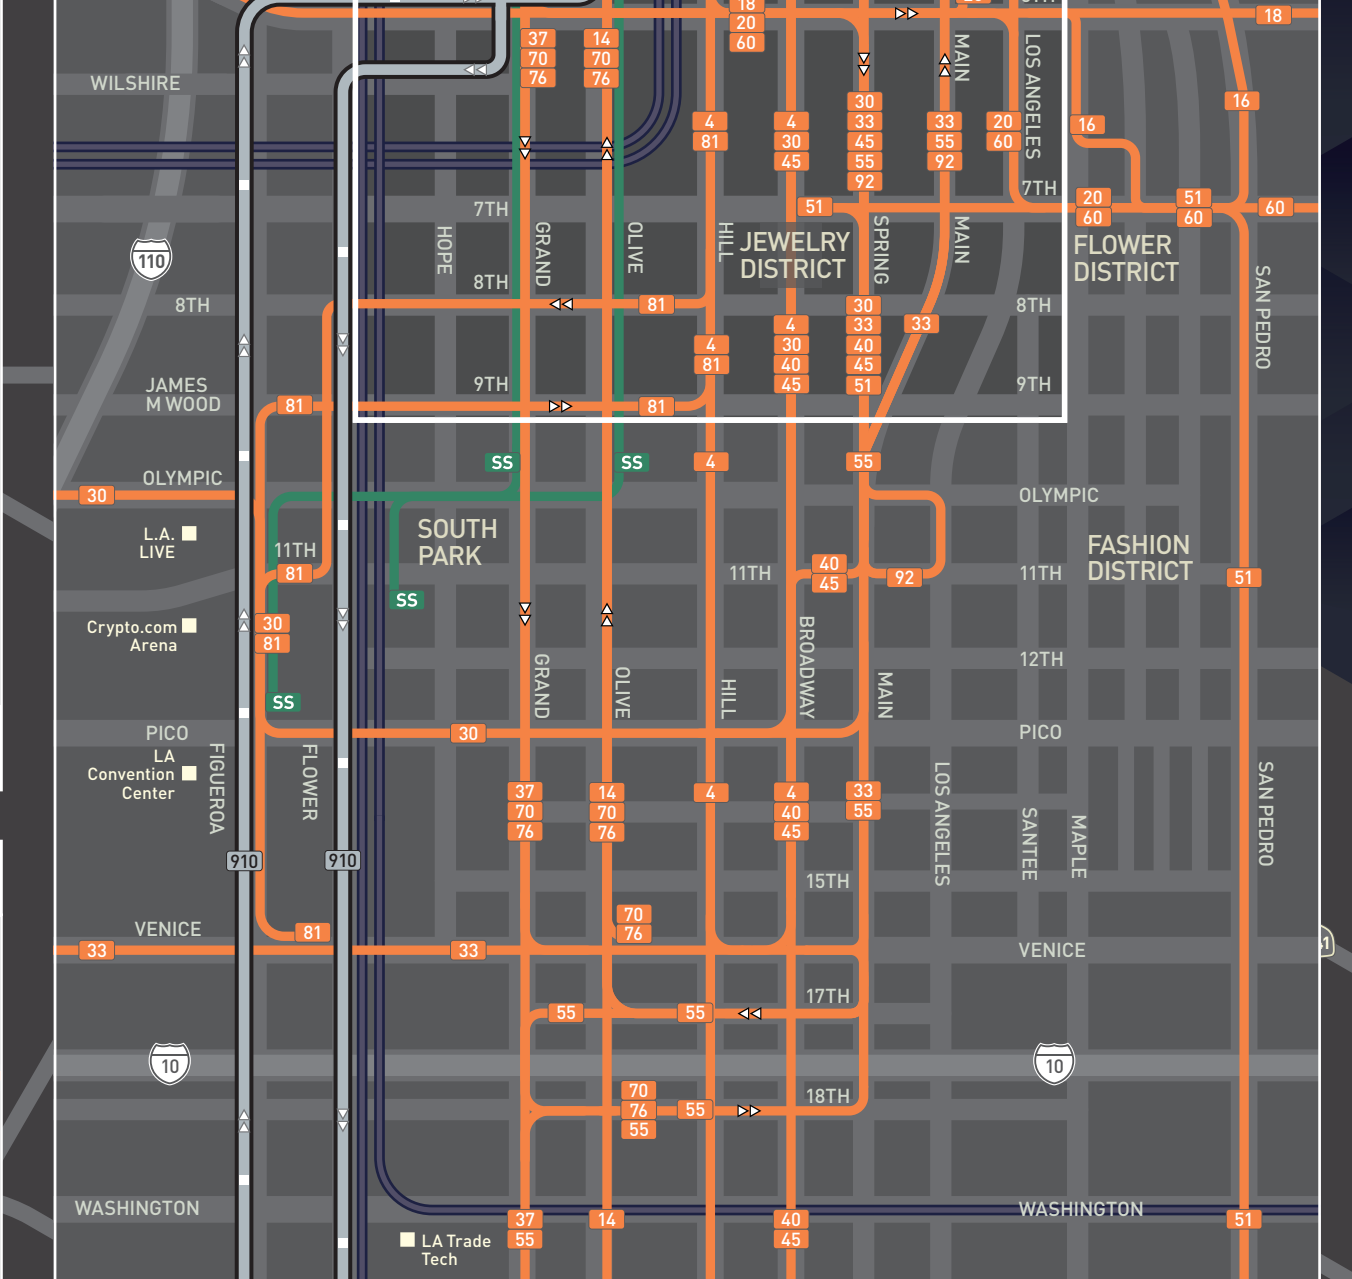 18
20
60
18
37
70
76
14
70
76
MAIN
LOS ANGELES
WILSHIRE
16
16
4
81
4
30
45
30
33
45
55
92
33
55
92
20
60
7TH
20
60
51
60
60
51
7TH
HOPE
GRAND
OLIVE
HILL
JEWELRY
DISTRICT
SPRING
MAIN
FLOWER
DISTRICT
110
SAN PEDRO
8TH
8TH
81
30
33
40
45
51
33
8TH
4
30
40
45
4
81
JAMES
M WOOD
81
9TH
81
9TH
SS
SS
4
55
OLYMPIC
30
OLYMPIC
L.A.
LIVE
SOUTH
PARK
FASHION
DISTRICT
11TH
81
11TH
40
45
92
11TH
51
SS
Crypto.com
Arena
30
81
BROADWAY
12TH
GRAND
OLIVE
HILL
MAIN
SS
PICO
30
PICO
LA
Convention
Center
FIGUEROA
FLOWER
LOS ANGELES
SAN PEDRO
37
70
76
14
70
76
4
4
40
45
33
55
SANTEE
MAPLE
910
910
15TH
VENICE
81
70
76
33
33
VENICE
17TH
55
55
10
10
70
76
55
55
18TH
WASHINGTON
WASHINGTON
37
55
14
40
45
51
LA Trade
Tech